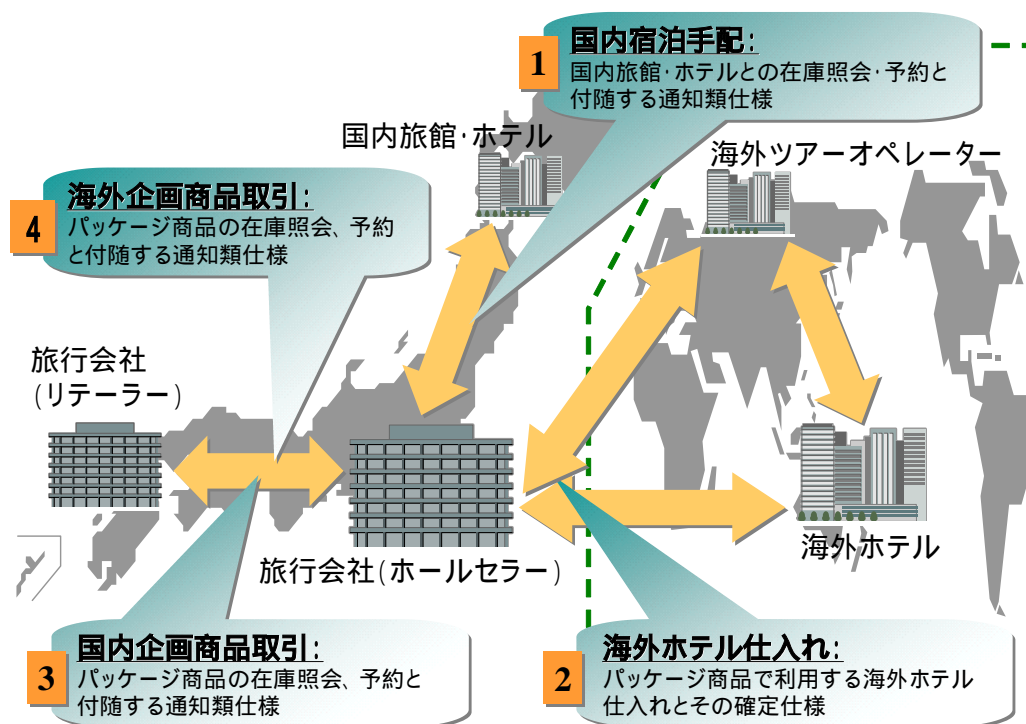 1
国内宿泊手配:
国内旅館・ホテルとの在庫照会・予約と
付随する通知類仕様
国内旅館・ホテル
海外ツアーオペレーター
4
海外企画商品取引:
パッケージ商品の在庫照会、予約
と付随する通知類仕様
旅行会社
(リテーラー)
旅行会社(ホールセラー)
海外ホテル
3
国内企画商品取引:
パッケージ商品の在庫照会、予約と
付随する通知類仕様
2
海外ホテル仕入れ:
パッケージ商品で利用する海外ホテル
仕入れとその確定仕様